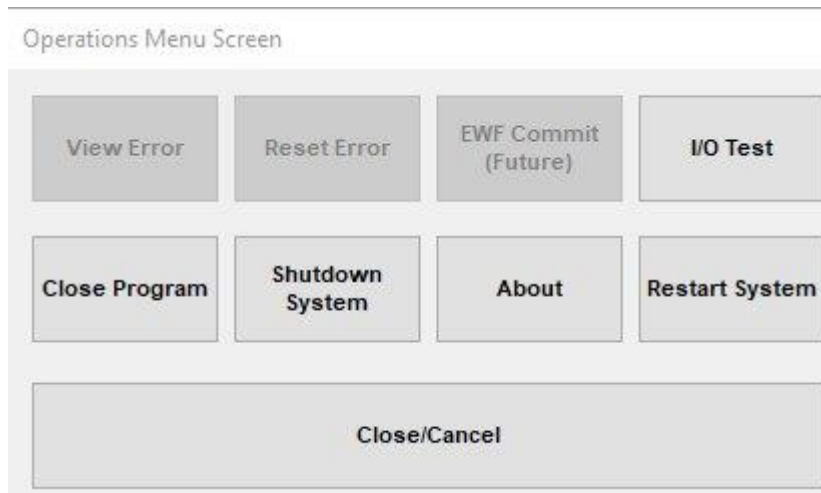 Operations Menu Screen
View Error
Reset Error
EWF Commit
(Future)
I/O Test
Close Program
Shutdown
System
About
Restart System
Close/Cancel